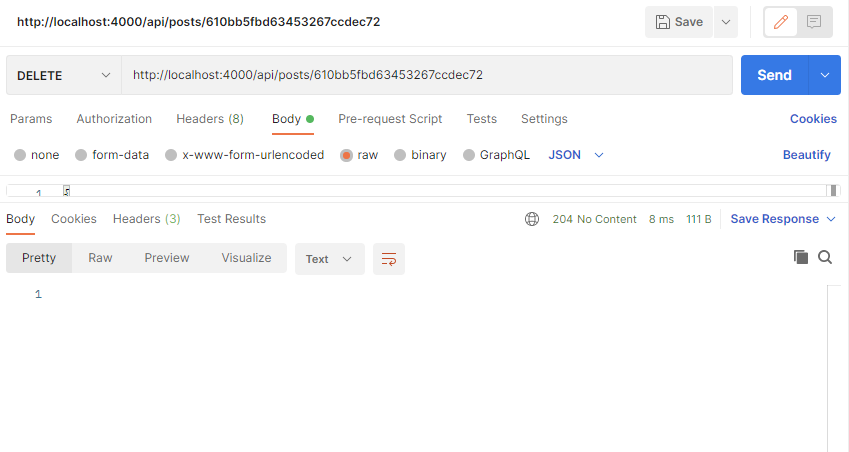 http://localhost:4000/api/posts/610bb5fbd63453267ccdec72 Save
DELETE http://localhost:4000/api/posts/610bb5fbd63453267ccdec72 Send
Params Authorization Headers (8) Body Pre-request Script Tests Settings Cookies
none form-data x-www-form-urlencoded raw binary GraphQL JSON Beautify
1
Body Cookies Headers (3) Test Results 204 No Content 8 ms 111 B Save Response
Pretty Raw Preview Visualize Text
1